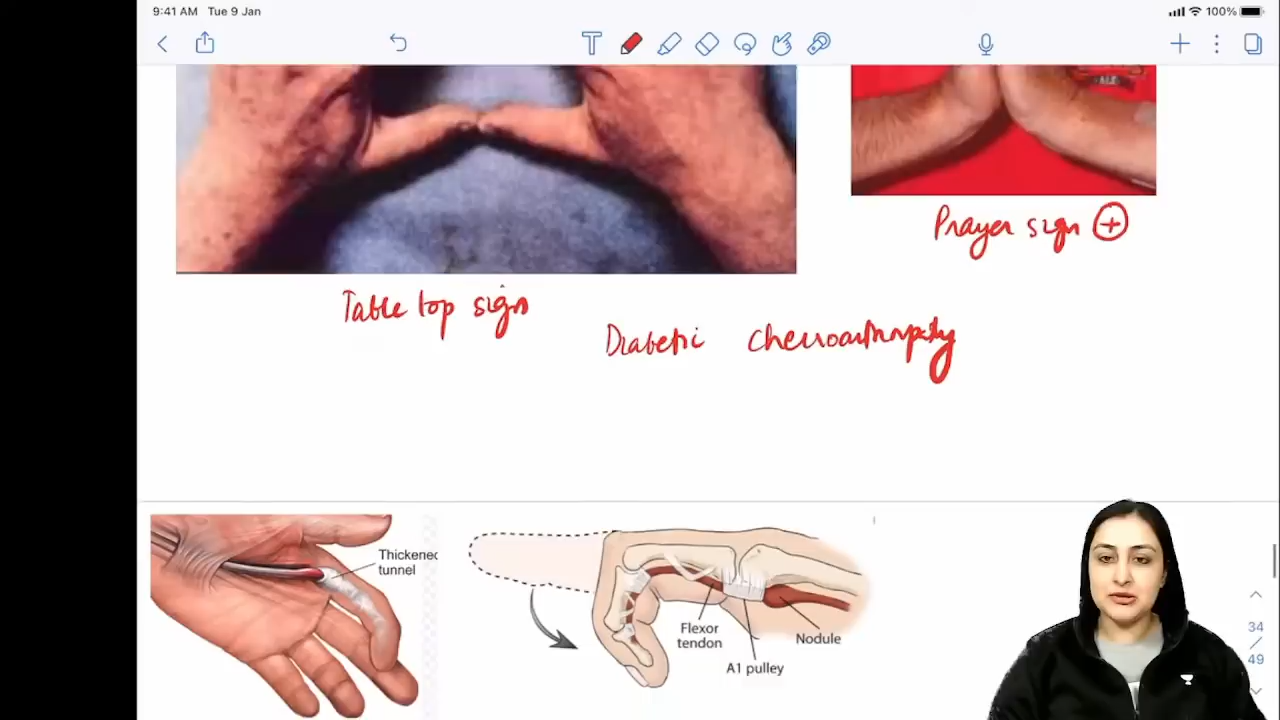 9:41 AM Tue 9 Jan
100%
Prayer sign +
Table top sign
Diabetic cheiroarthropathy
Thickened
tunnel
Flexor
tendon
Nodule
A1 pulley
34
49